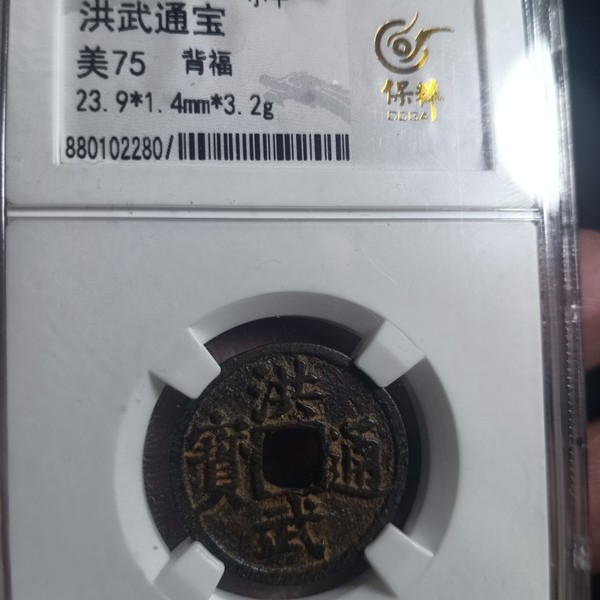 洪武通宝
美75 背福
23.9*1.4mm*3.2g
880102280/
保粹
洪武通寶